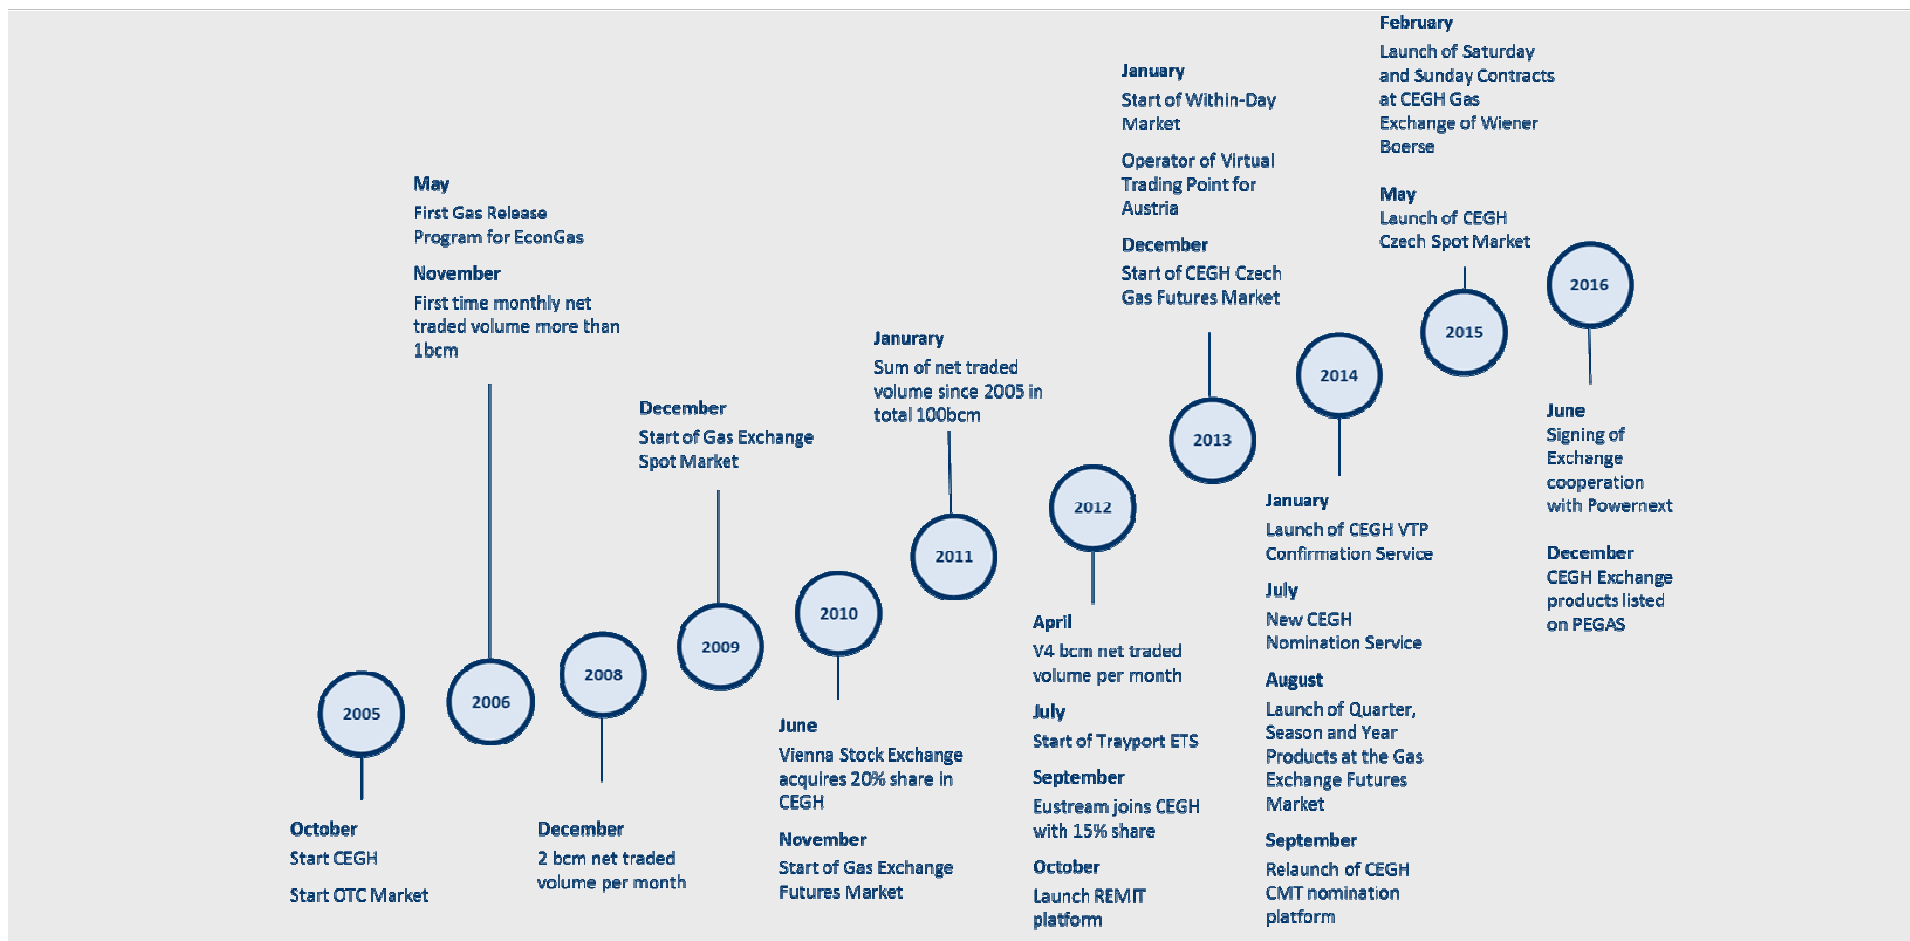 2005
October
Start CEGH
Start OTC Market
May
First Gas Release
Program for EconGas
November
First time monthly net
traded volume more than
1bcm
2006
2008
December
2 bcm net traded
volume per month
December
Start of Gas Exchange
Spot Market
2009
2010
June
Vienna Stock Exchange
acquires 20% share in
CEGH
November
Start of Gas Exchange
Futures Market
Janurary
Sum of net traded
volume since 2005 in
total 100bcm
2011
2012
April
V4 bcm net traded
volume per month
July
Start of Trayport ETS
September
Eustream joins CEGH
with 15% share
October
Launch REMIT
platform
January
Start of Within-Day
Market
Operator of Virtual
Trading Point for
Austria
December
Start of CEGH Czech
Gas Futures Market
2013
2014
January
Launch of CEGH VTP
Confirmation Service
July
New CEGH
Nomination Service
August
Launch of Quarter,
Season and Year
Products at the Gas
Exchange Futures
Market
September
Relaunch of CEGH
CMT nomination
platform
February
Launch of Saturday
and Sunday Contracts
at CEGH Gas
Exchange of Wiener
Boerse
May
Launch of CEGH
Czech Spot Market
2015
2016
June
Signing of
Exchange
cooperation
with Powernext
December
CEGH Exchange
products listed
on PEGAS